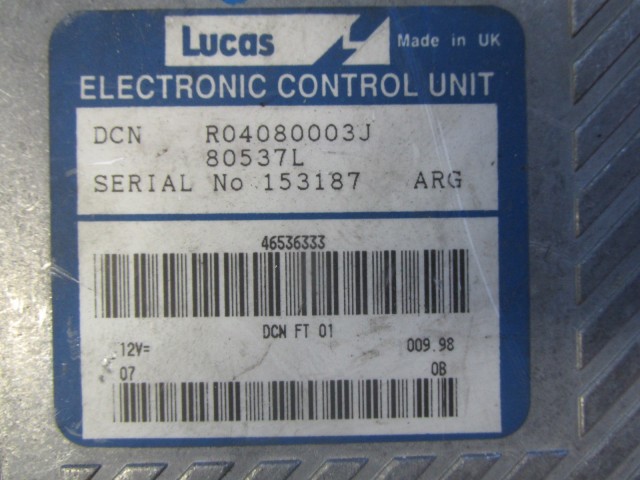 Lucas Made in UK
ELECTRONIC CONTROL UNIT
DCN R04080003J
80537L
SERIAL No 153187 ARG
46536333
DCN FT 01
12V= 009.98
07 0B